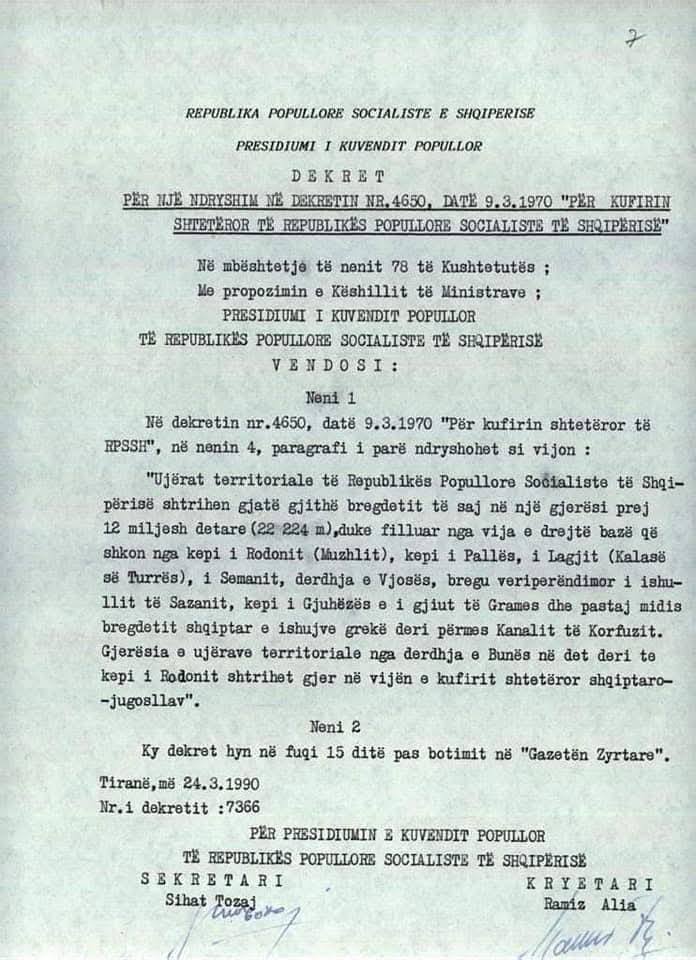 7
REPUBLIKA POPULLORE SOCIALISTE E SHQIPERISE
PRESIDIUMI I KUVENDIT POPULLOR
D E K R E T
PËR NJË NDRYSHIM NË DEKRETIN NR.4650, DATË 9.3.1970 "PËR KUFIRIN
SHTETËROR TË REPUBLIKËS POPULLORE SOCIALISTE TË SHQIPËRISË"
Në mbështetje të nenit 78 të Kushtetutës ;
Me propozimin e Këshillit të Ministrave ;
PRESIDIUMI I KUVENDIT POPULLOR
TË REPUBLIKËS POPULLORE SOCIALISTE TË SHQIPËRISË
V E N D O S I :
Neni 1
Në dekretin nr.4650, datë 9.3.1970 "Për kufirin shtetëror të
RPSSH", në nenin 4, paragrafi i parë ndryshohet si vijon :
"Ujërat territoriale të Republikës Popullore Socialiste të Shqi-
përisë shtrihen gjatë gjithë bregdetit të saj në një gjerësi prej
12 miljesh detare (22 224 m),duke filluar nga vija e drejtë bazë që
shkon nga kepi i Rodonit (Muzhlit), kepi i Pallës, i Lagjit (Kalasë
së Turrës), i Semanit, derdhja e Vjosës, bregu veriperëndimor i ishu-
llit të Sazanit, kepi i Gjuhëzës e i gjiut të Grames dhe pastaj midis
bregdetit shqiptar e ishujve grekë deri përmes Kanalit të Korfuzit.
Gjerësia e ujërave territoriale nga derdhja e Bunës në det deri te
kepi i Rodonit shtrihet gjer në vijën e kufirit shtetëror shqiptaro-
-jugosllav".
Neni 2
Ky dekret hyn në fuqi 15 ditë pas botimit në "Gazetën Zyrtare".
Tiranë,më 24.3.1990
Nr.i dekretit :7366
PËR PRESIDIUMIN E KUVENDIT POPULLOR
TË REPUBLIKËS POPULLORE SOCIALISTE TË SHQIPËRISË
S E K R E T A R I
K R Y E T A R I
Sihat Tozaj
Ramiz Alia